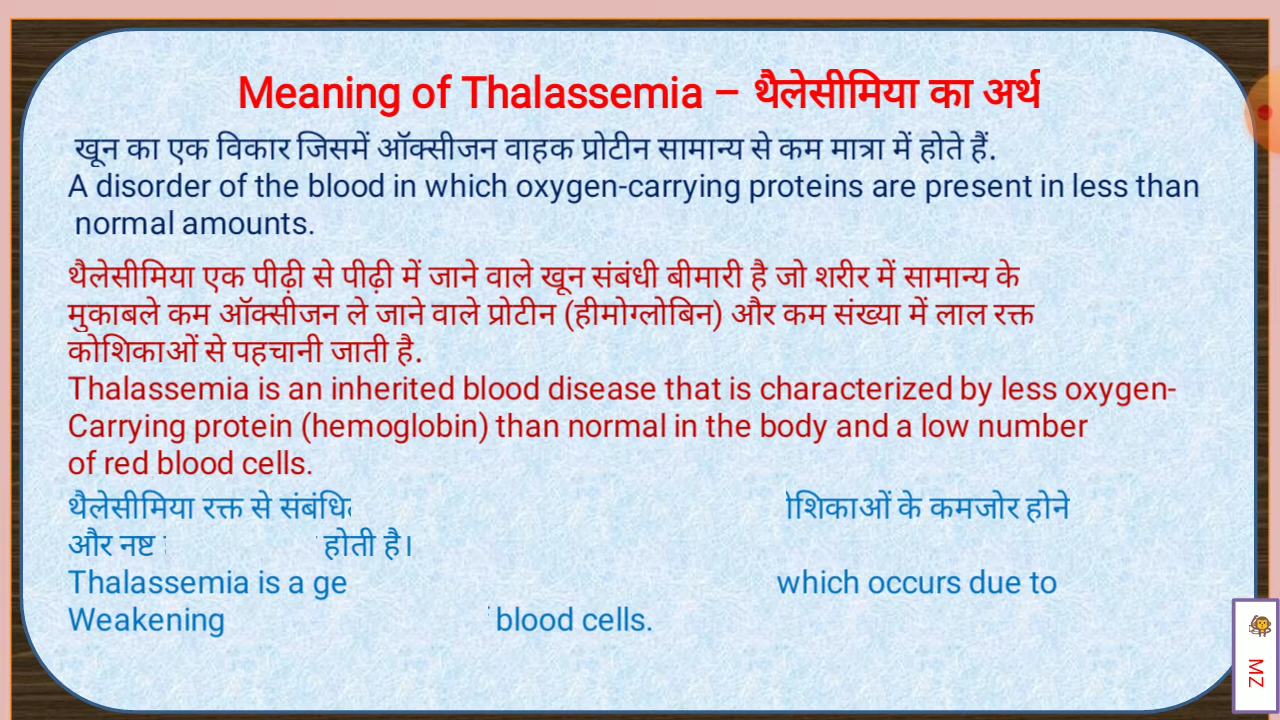 Meaning of Thalassemia – थैलेसीमिया का अर्थ
खून का एक विकार जिसमें ऑक्सीजन वाहक प्रोटीन सामान्य से कम मात्रा में होते हैं.
A disorder of the blood in which oxygen-carrying proteins are present in less than
normal amounts.
थैलेसीमिया एक पीढ़ी से पीढ़ी में जाने वाले खून संबंधी बीमारी है जो शरीर में सामान्य के
मुकाबले कम ऑक्सीजन ले जाने वाले प्रोटीन (हीमोग्लोबिन) और कम संख्या में लाल रक्त
कोशिकाओं से पहचानी जाती है.
Thalassemia is an inherited blood disease that is characterized by less oxygen-
Carrying protein (hemoglobin) than normal in the body and a low number
of red blood cells.
थैलेसीमिया रक्त से के कमजोर होने
और नष्ट होती है।
Thalassemia is a ge which occurs due to
Weakening blood cells.
MZ